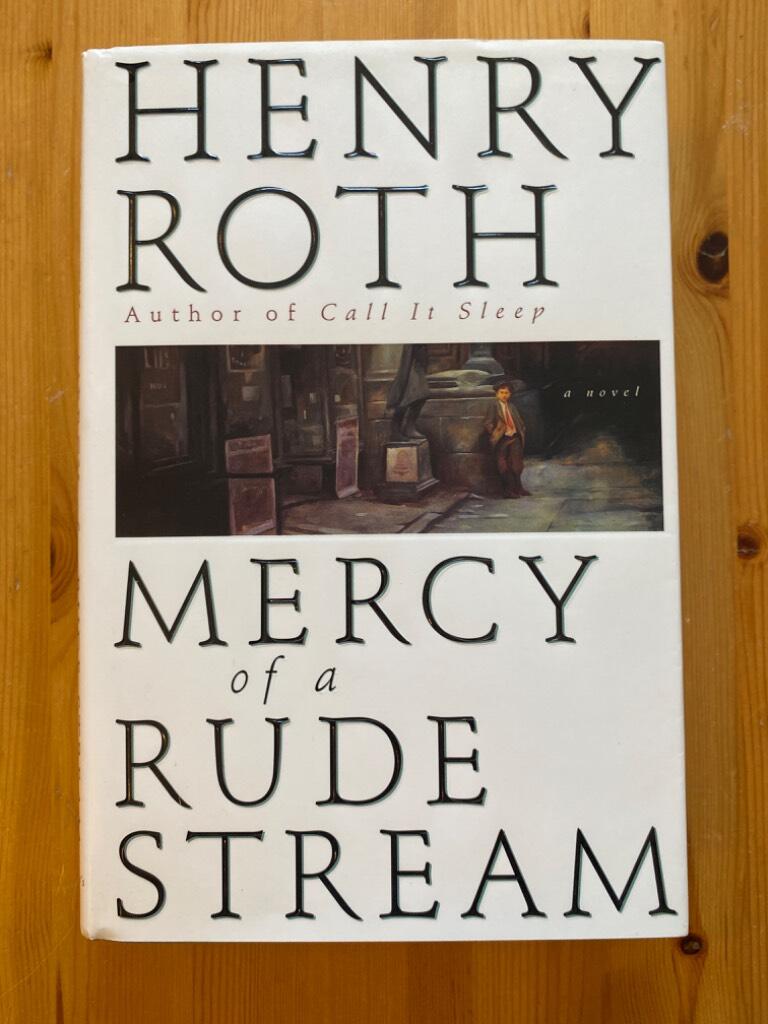 HENRY
ROTH
Author of Call It Sleep
a novel
MERCY
of a
RUDE
STREAM